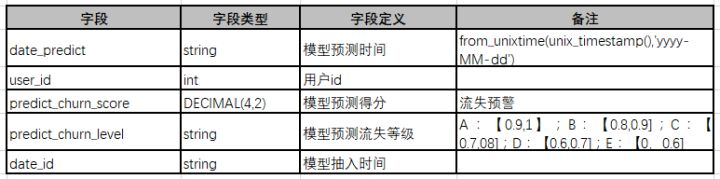 字段 字段类型 字段定义 备注
date_predict string 模型预测时间 from_unixtime(unix_timestamp(),'yyyy-
MM-dd')
user_id int 用户id
predict_churn_score DECIMAL(4,2) 模型预测得分 流失预警
predict_churn_level string 模型预测流失等级 A：【0.9,1】；B：【0.8,0.9]；C：【
0.7,08]；D：【0.6,0.7]；E：【0，0.6]
date_id string 模型抽入时间